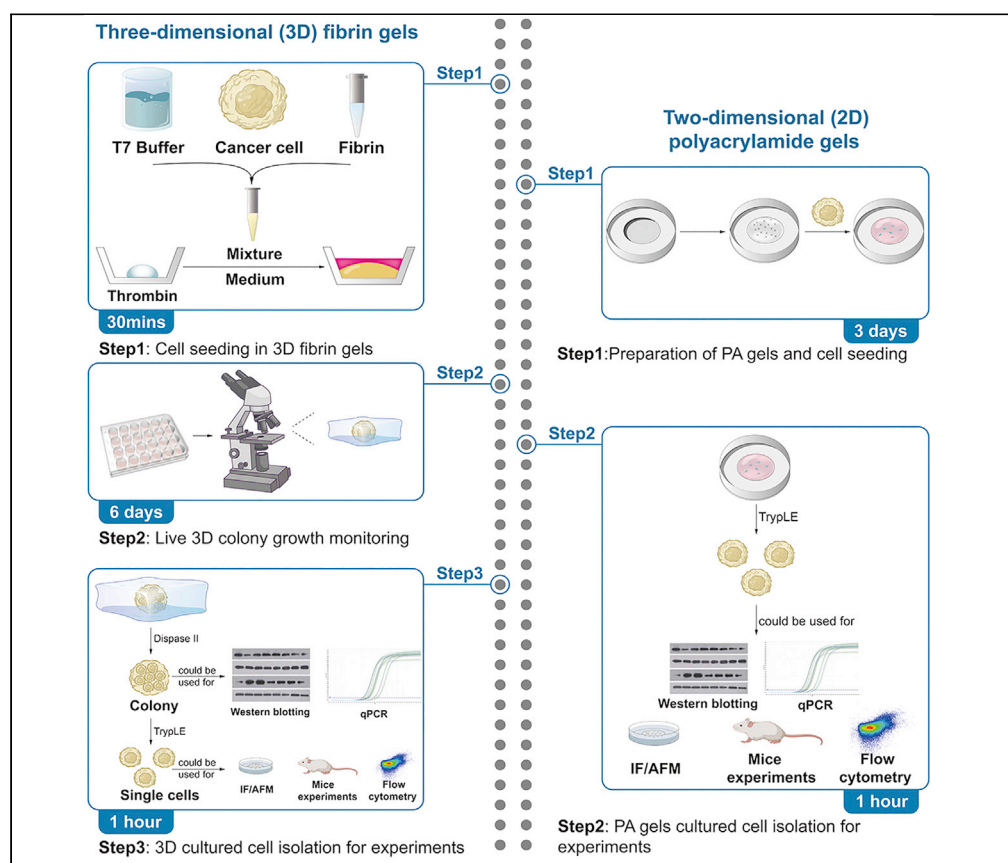 Three-dimensional (3D) fibrin gels
Step1
T7 Buffer
Cancer cell
Fibrin
Mixture
Medium
Thrombin
30mins
Step1: Cell seeding in 3D fibrin gels
Step2
6 days
Step2: Live 3D colony growth monitoring
Step3
Dispase II
Colony
could be
used for
Western blotting
qPCR
TrypLE
Single cells
could be
used for
IF/AFM
Mice
experiments
Flow
cytometry
1 hour
Step3: 3D cultured cell isolation for experiments
Two-dimensional (2D)
polyacrylamide gels
Step1
3 days
Step1:Preparation of PA gels and cell seeding
Step2
TrypLE
could be used for
Western blotting
qPCR
IF/AFM
Mice
experiments
Flow
cytometry
1 hour
Step2: PA gels cultured cell isolation for
experiments